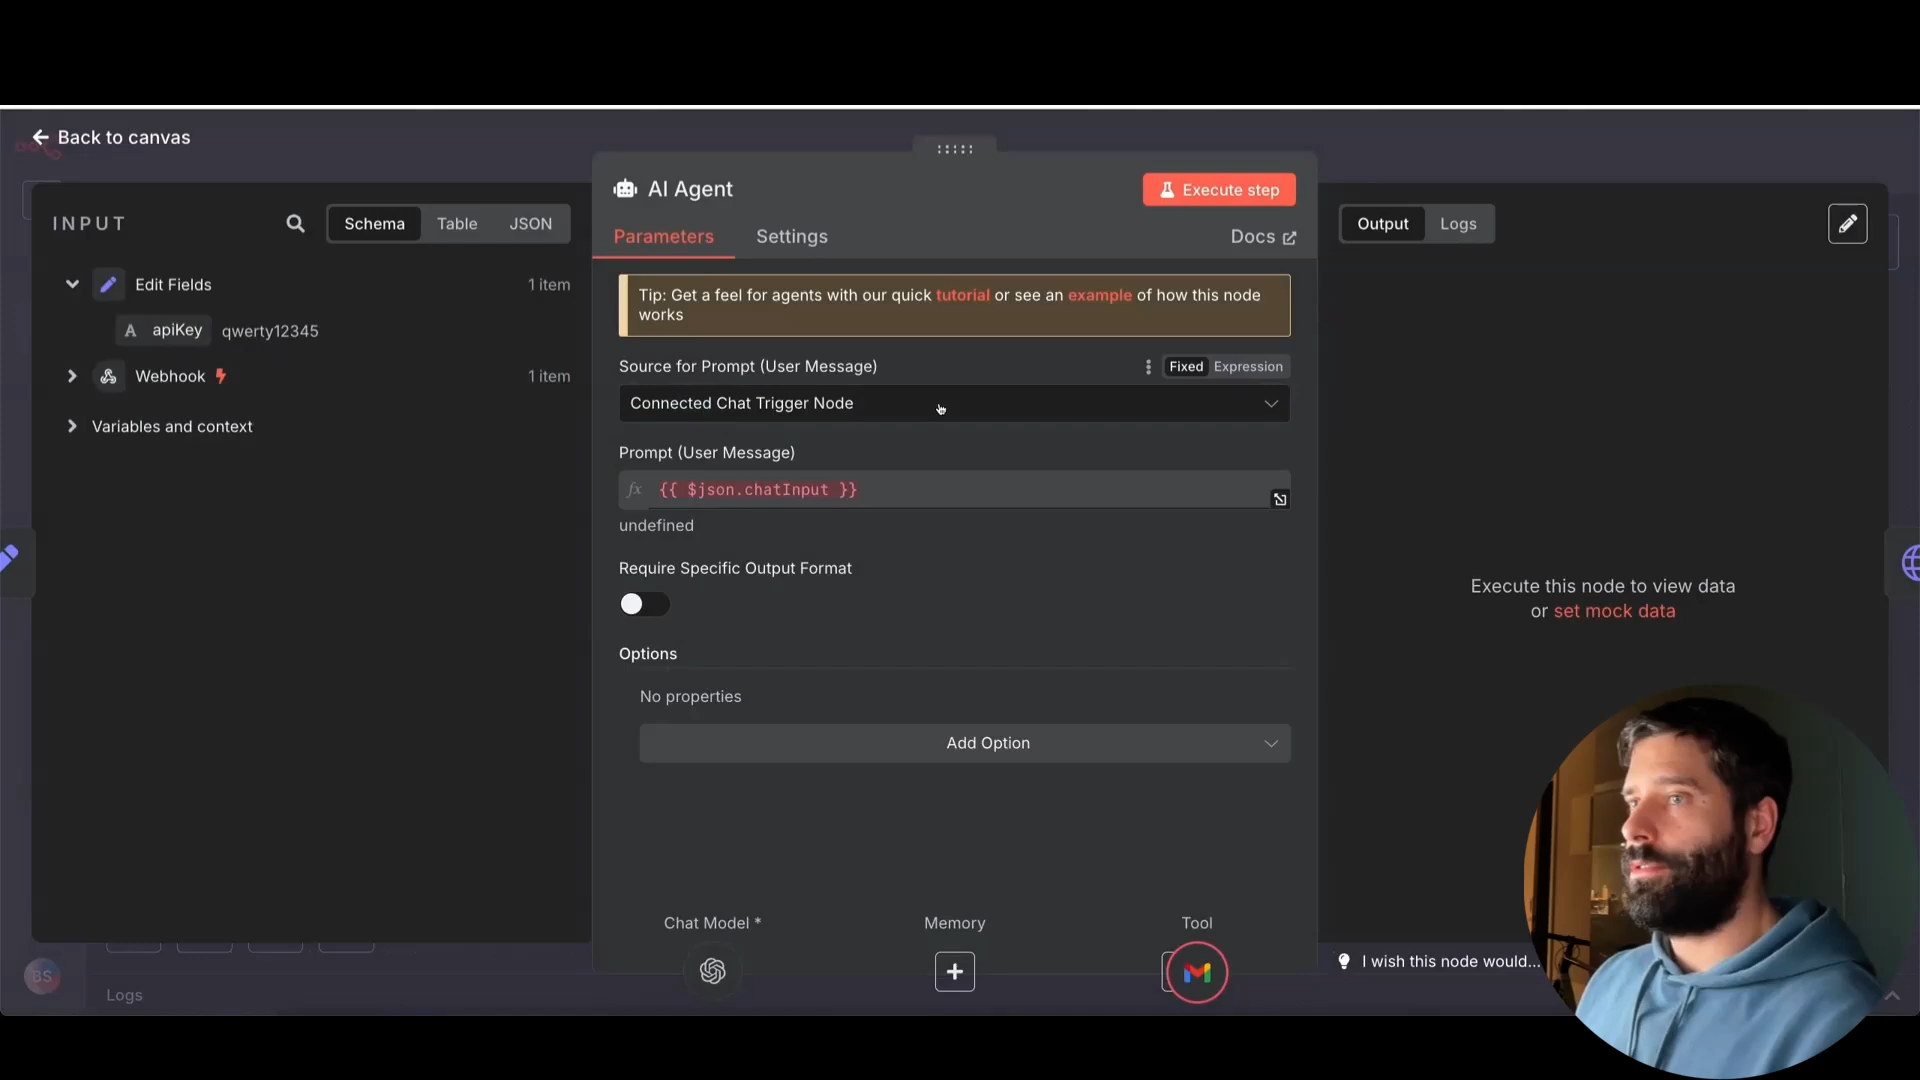 Back to canvas
INPUT
Schema
Table
JSON
Edit Fields
1 item
A apiKey qwerty12345
Webhook
1 item
Variables and context
AI Agent
Execute step
Parameters
Settings
Docs
Tip: Get a feel for agents with our quick tutorial or see an example of how this node
works
Source for Prompt (User Message)
Fixed
Expression
Connected Chat Trigger Node
Prompt (User Message)
fx {{ $json.chatInput }}
undefined
Require Specific Output Format
Options
No properties
Add Option
Chat Model *
Memory
Tool
Output
Logs
Execute this node to view data
or set mock data
I wish this node would...
BS
Logs